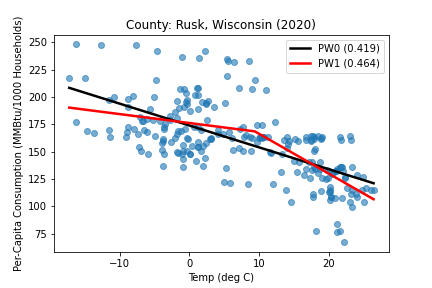 County: Rusk, Wisconsin (2020)
Per-Capita Consumption (MMBtu/1000 Households)
250
225
200
175
150
125
100
75
PW0 (0.419)
PW1 (0.464)
−10
0
10
20
Temp (deg C)